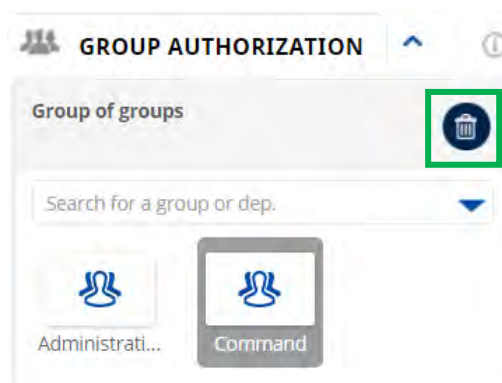 GROUP AUTHORIZATION
Group of groups
Search for a group or dep.
Administrati... Command